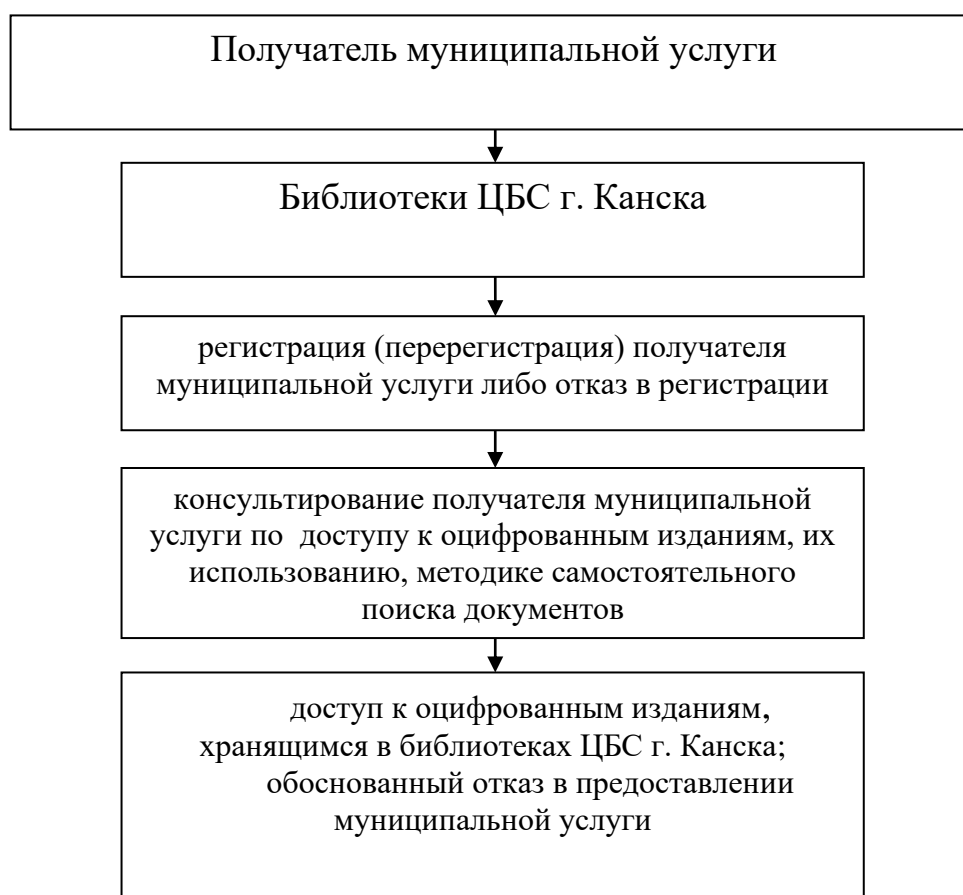 Получатель муниципальной услуги
Библиотеки ЦБС г. Канска
регистрация (перерегистрация) получателя
муниципальной услуги либо отказ в регистрации
консультирование получателя муниципальной
услуги по доступу к оцифрованным изданиям, их
использованию, методике самостоятельного
поиска документов
доступ к оцифрованным изданиям,
хранящимся в библиотеках ЦБС г. Канска;
обоснованный отказ в предоставлении
муниципальной услуги